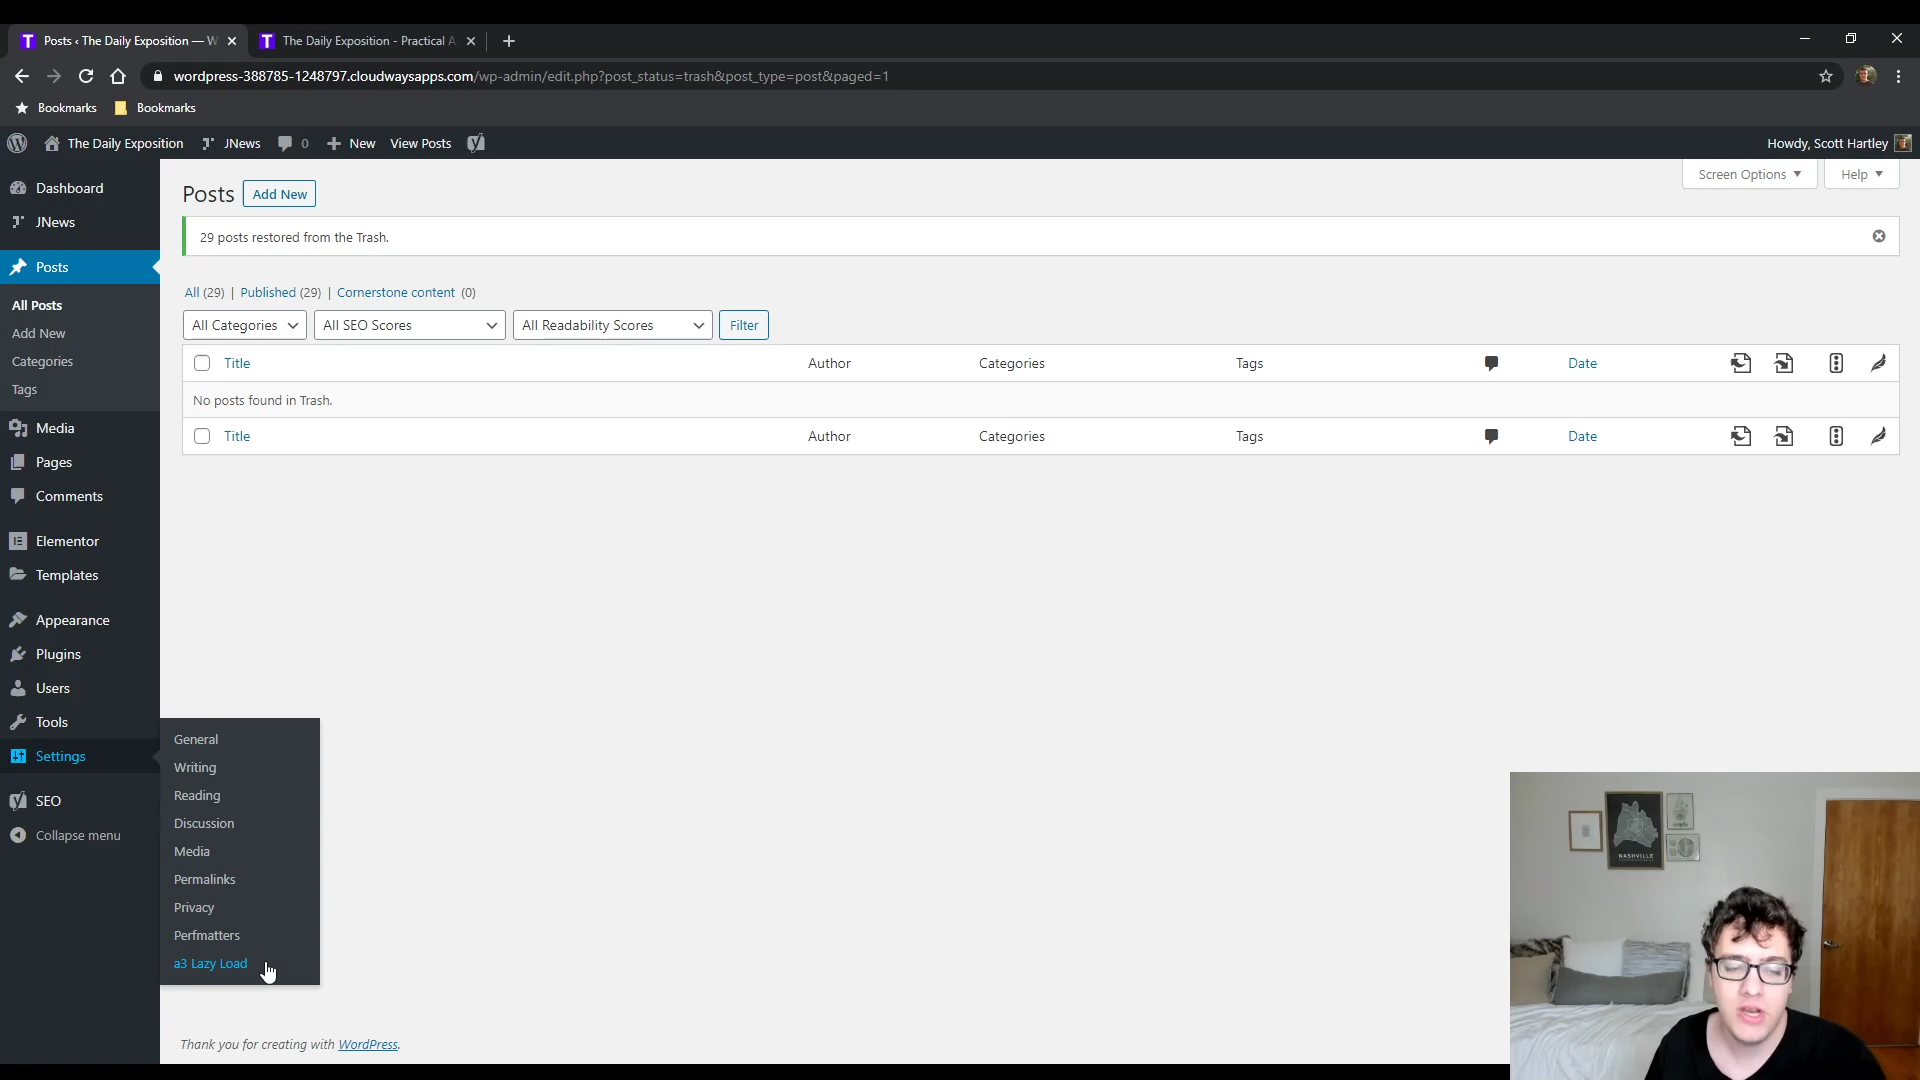 Posts ‹ The Daily Exposition — W
The Daily Exposition - Practical A
wordpress-388785-1248797.cloudwaysapps.com/wp-admin/edit.php?post_status=trash&post_type=post&paged=1
Bookmarks
Bookmarks
The Daily Exposition
JNews
0
New
View Posts
Howdy, Scott Hartley
Dashboard
JNews
Posts
All Posts
Add New
Categories
Tags
Media
Pages
Comments
Elementor
Templates
Appearance
Plugins
Users
Tools
Settings
SEO
Collapse menu
General
Writing
Reading
Discussion
Media
Permalinks
Privacy
Perfmatters
a3 Lazy Load
Screen Options
Help
Posts
Add New
29 posts restored from the Trash.
All (29) | Published (29) | Cornerstone content (0)
All Categories
All SEO Scores
All Readability Scores
Filter
Title Author Categories Tags Date
No posts found in Trash.
Title Author Categories Tags Date
Thank you for creating with WordPress.
NASHVILLE